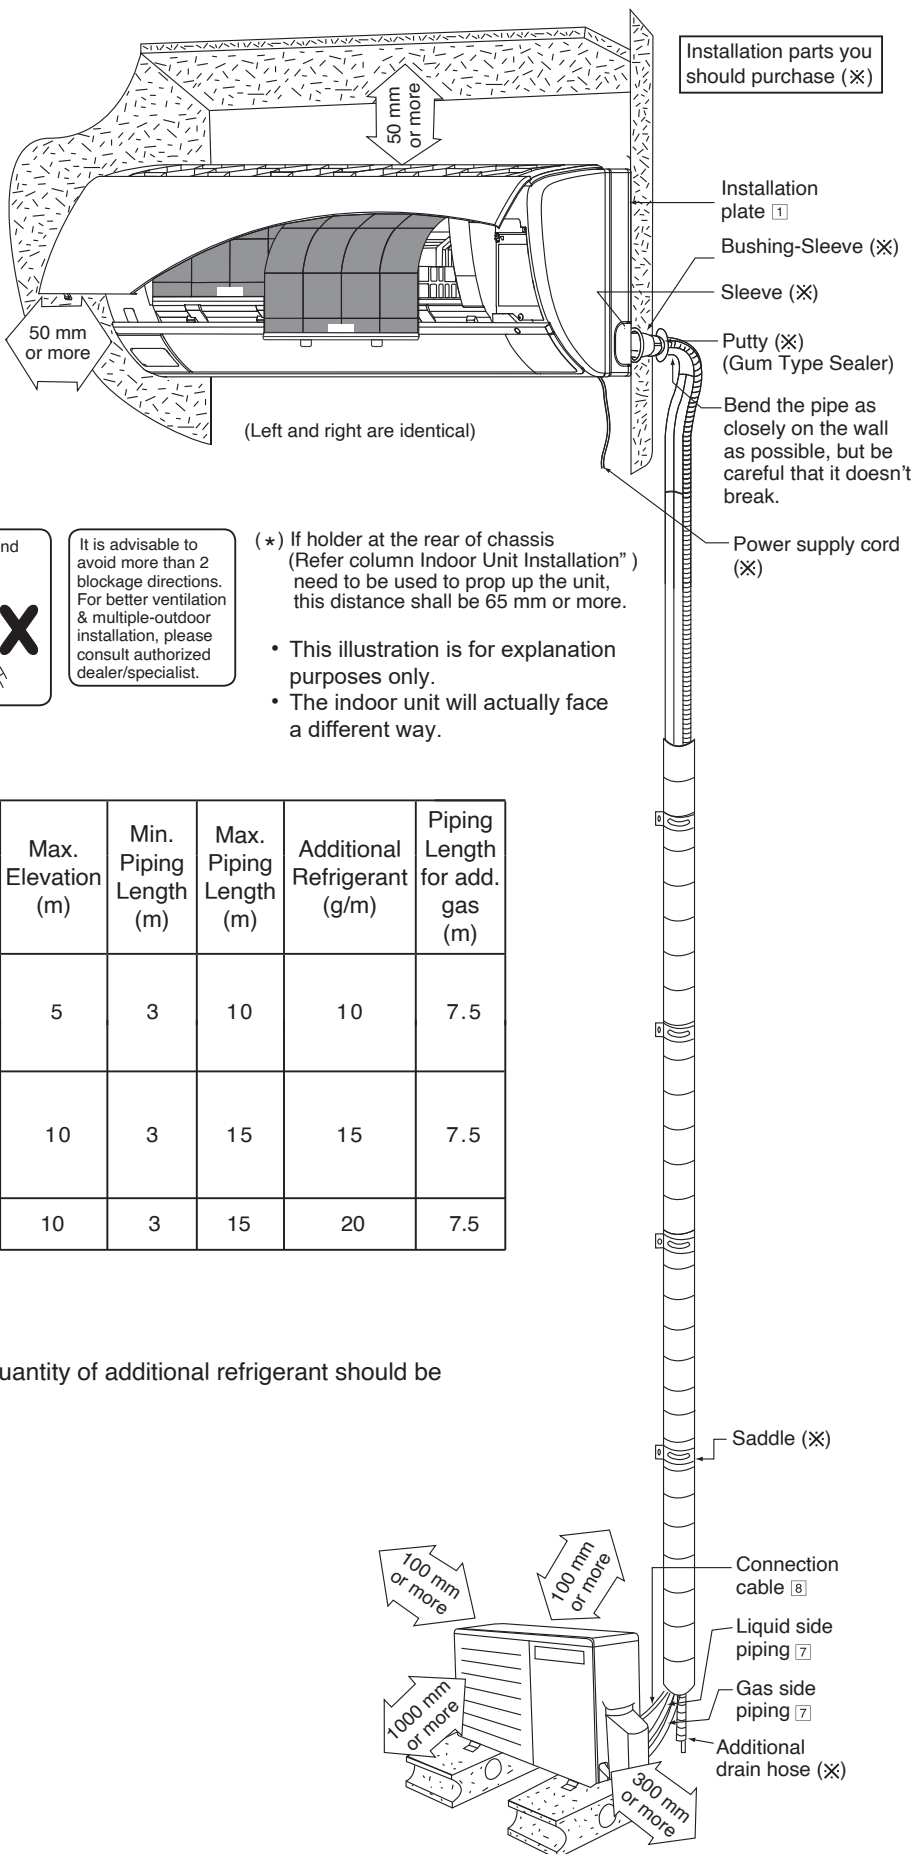 Installation parts you
should purchase (※)
50 mm
or more
Installation
plate 1
Bushing-Sleeve (※)
Sleeve (※)
50 mm
or more
Putty (※)
(Gum Type Sealer)
Bend the pipe as
closely on the wall
as possible, but be
careful that it doesn't
break.
(Left and right are identical)
Power supply cord
(※)
nd
X
It is advisable to
avoid more than 2
blockage directions.
For better ventilation
& multiple-outdoor
installation, please
consult authorized
dealer/specialist.
(*) If holder at the rear of chassis
(Refer column Indoor Unit Installation" )
need to be used to prop up the unit,
this distance shall be 65 mm or more.
• This illustration is for explanation
purposes only.
• The indoor unit will actually face
a different way.
Max.
Elevation
(m)
Min.
Piping
Length
(m)
Max.
Piping
Length
(m)
Additional
Refrigerant
(g/m)
Piping
Length
for add.
gas
(m)
5 3 10 10 7.5
10 3 15 15 7.5
10 3 15 20 7.5
uantity of additional refrigerant should be
Saddle (※)
100 mm
or more
100 mm
or more
Connection
cable 8
Liquid side
piping 7
1000 mm
or more
Gas side
piping 7
Additional
drain hose (※)
300 mm
or more